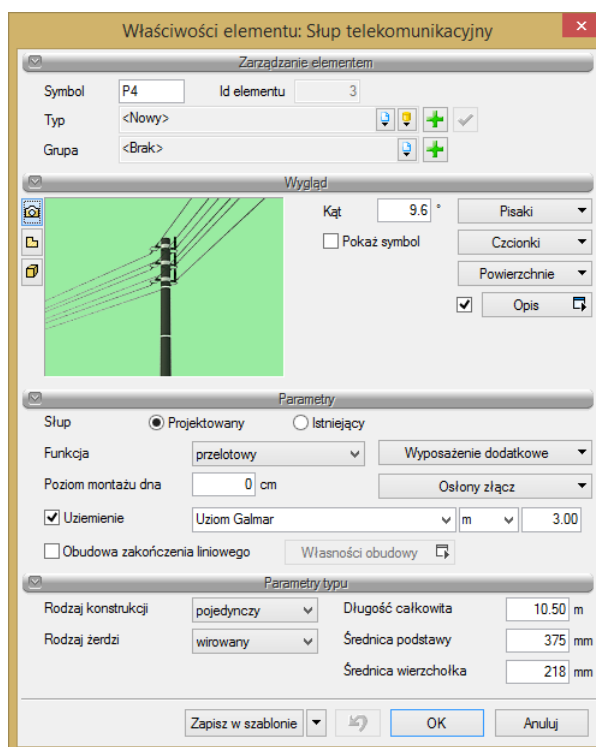 Właściwości elementu: Słup telekomunikacyjny
Zarządzanie elementem
Symbol P4 Id elementu 3
Typ <Nowy>
Grupa <Brak>
Wygląd
Kąt 9.6 ° Pisaki
Pokaż symbol Czcionki
Powierzchnie
Opis
Parametry
Słup Projektowany Istniejący
Funkcja przelotowy Wyposażenie dodatkowe
Poziom montażu dna 0 cm Osłony złącz
Uziemienie Uziom Galmar m 3.00
Obudowa zakończenia liniowego Własności obudowy
Parametry typu
Rodzaj konstrukcji pojedynczy Długość całkowita 10.50 m
Rodzaj żerdzi wirowany Średnica podstawy 375 mm
Średnica wierzchołka 218 mm
Zapisz w szablonie OK Anuluj